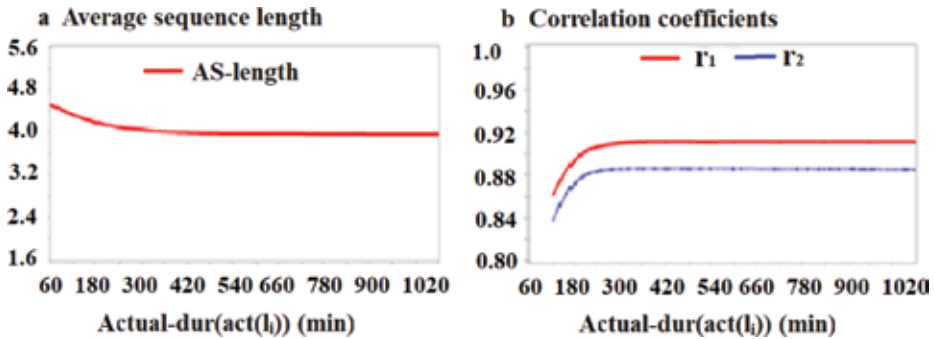 a Average sequence length
5.6
4.8
4.0
3.2
2.4
1.6
AS-length
60 180 300 420 540 660 780 900 1020
Actual-dur(act(lᵢ)) (min)
b Correlation coefficients
1.0
0.96
0.92
0.88
0.84
0.80
r₁ r₂
60 180 300 420 540 660 780 900 1020
Actual-dur(act(lᵢ)) (min)